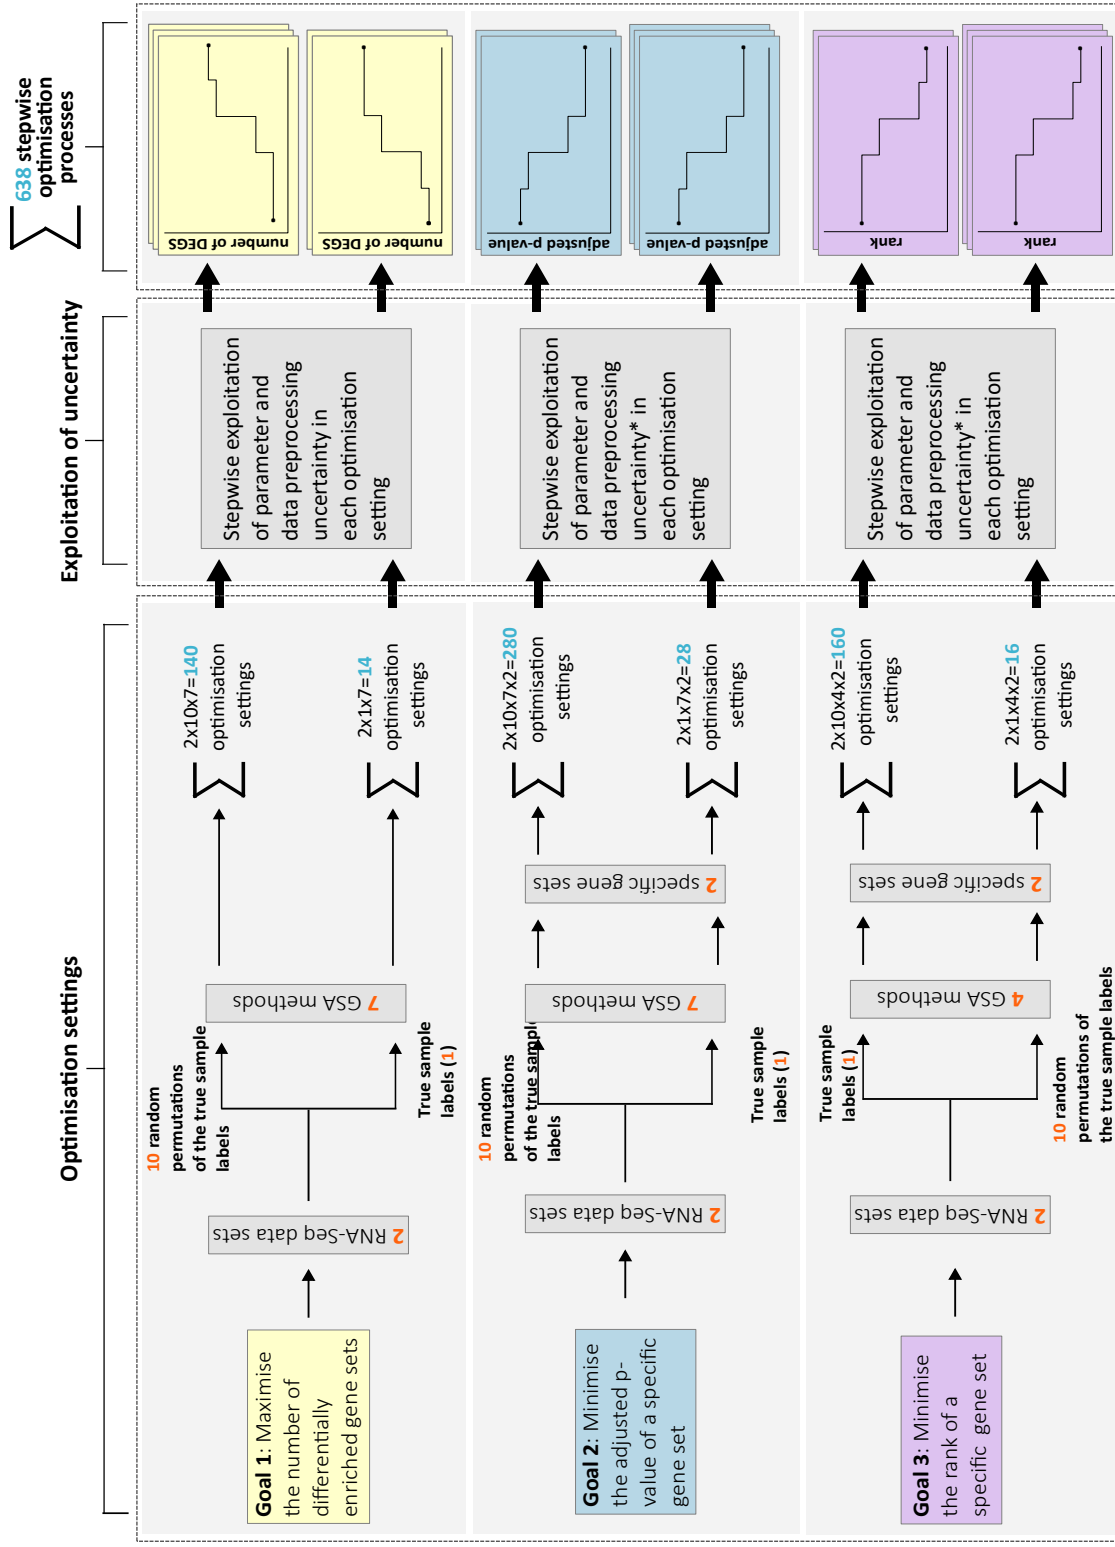 Optimisation settings
Exploitation of uncertainty
638 stepwise
optimisation
processes
Goal 1: Maximise
the number of
differentially
enriched gene sets
2 RNA-Seq data sets
10 random
permutations
of the true sample
labels
True sample
labels (1)
7 GSA methods
2x10x7=140
optimisation
settings
2x1x7=14
optimisation
settings
Stepwise exploitation
of parameter and
data preprocessing
uncertainty in
each optimisation
setting
number of DEGS
number of DEGS
Goal 2: Minimise
the adjusted p-
value of a specific
gene set
2 RNA-Seq data sets
10 random
permutations
of the true sample
labels
True sample
labels (1)
7 GSA methods
2 specific gene sets
2x10x7x2=280
optimisation
settings
2x1x7x2=28
optimisation
settings
Stepwise exploitation
of parameter and
data preprocessing
uncertainty* in
each optimisation
setting
adjusted p-value
adjusted p-value
Goal 3: Minimise
the rank of a
specific gene set
2 RNA-Seq data sets
True sample
labels (1)
10 random
permutations of
the true sample labels
4 GSA methods
2 specific gene sets
2x10x4x2=160
optimisation
settings
2x1x4x2=16
optimisation
settings
Stepwise exploitation
of parameter and
data preprocessing
uncertainty* in
each optimisation
setting
rank
rank